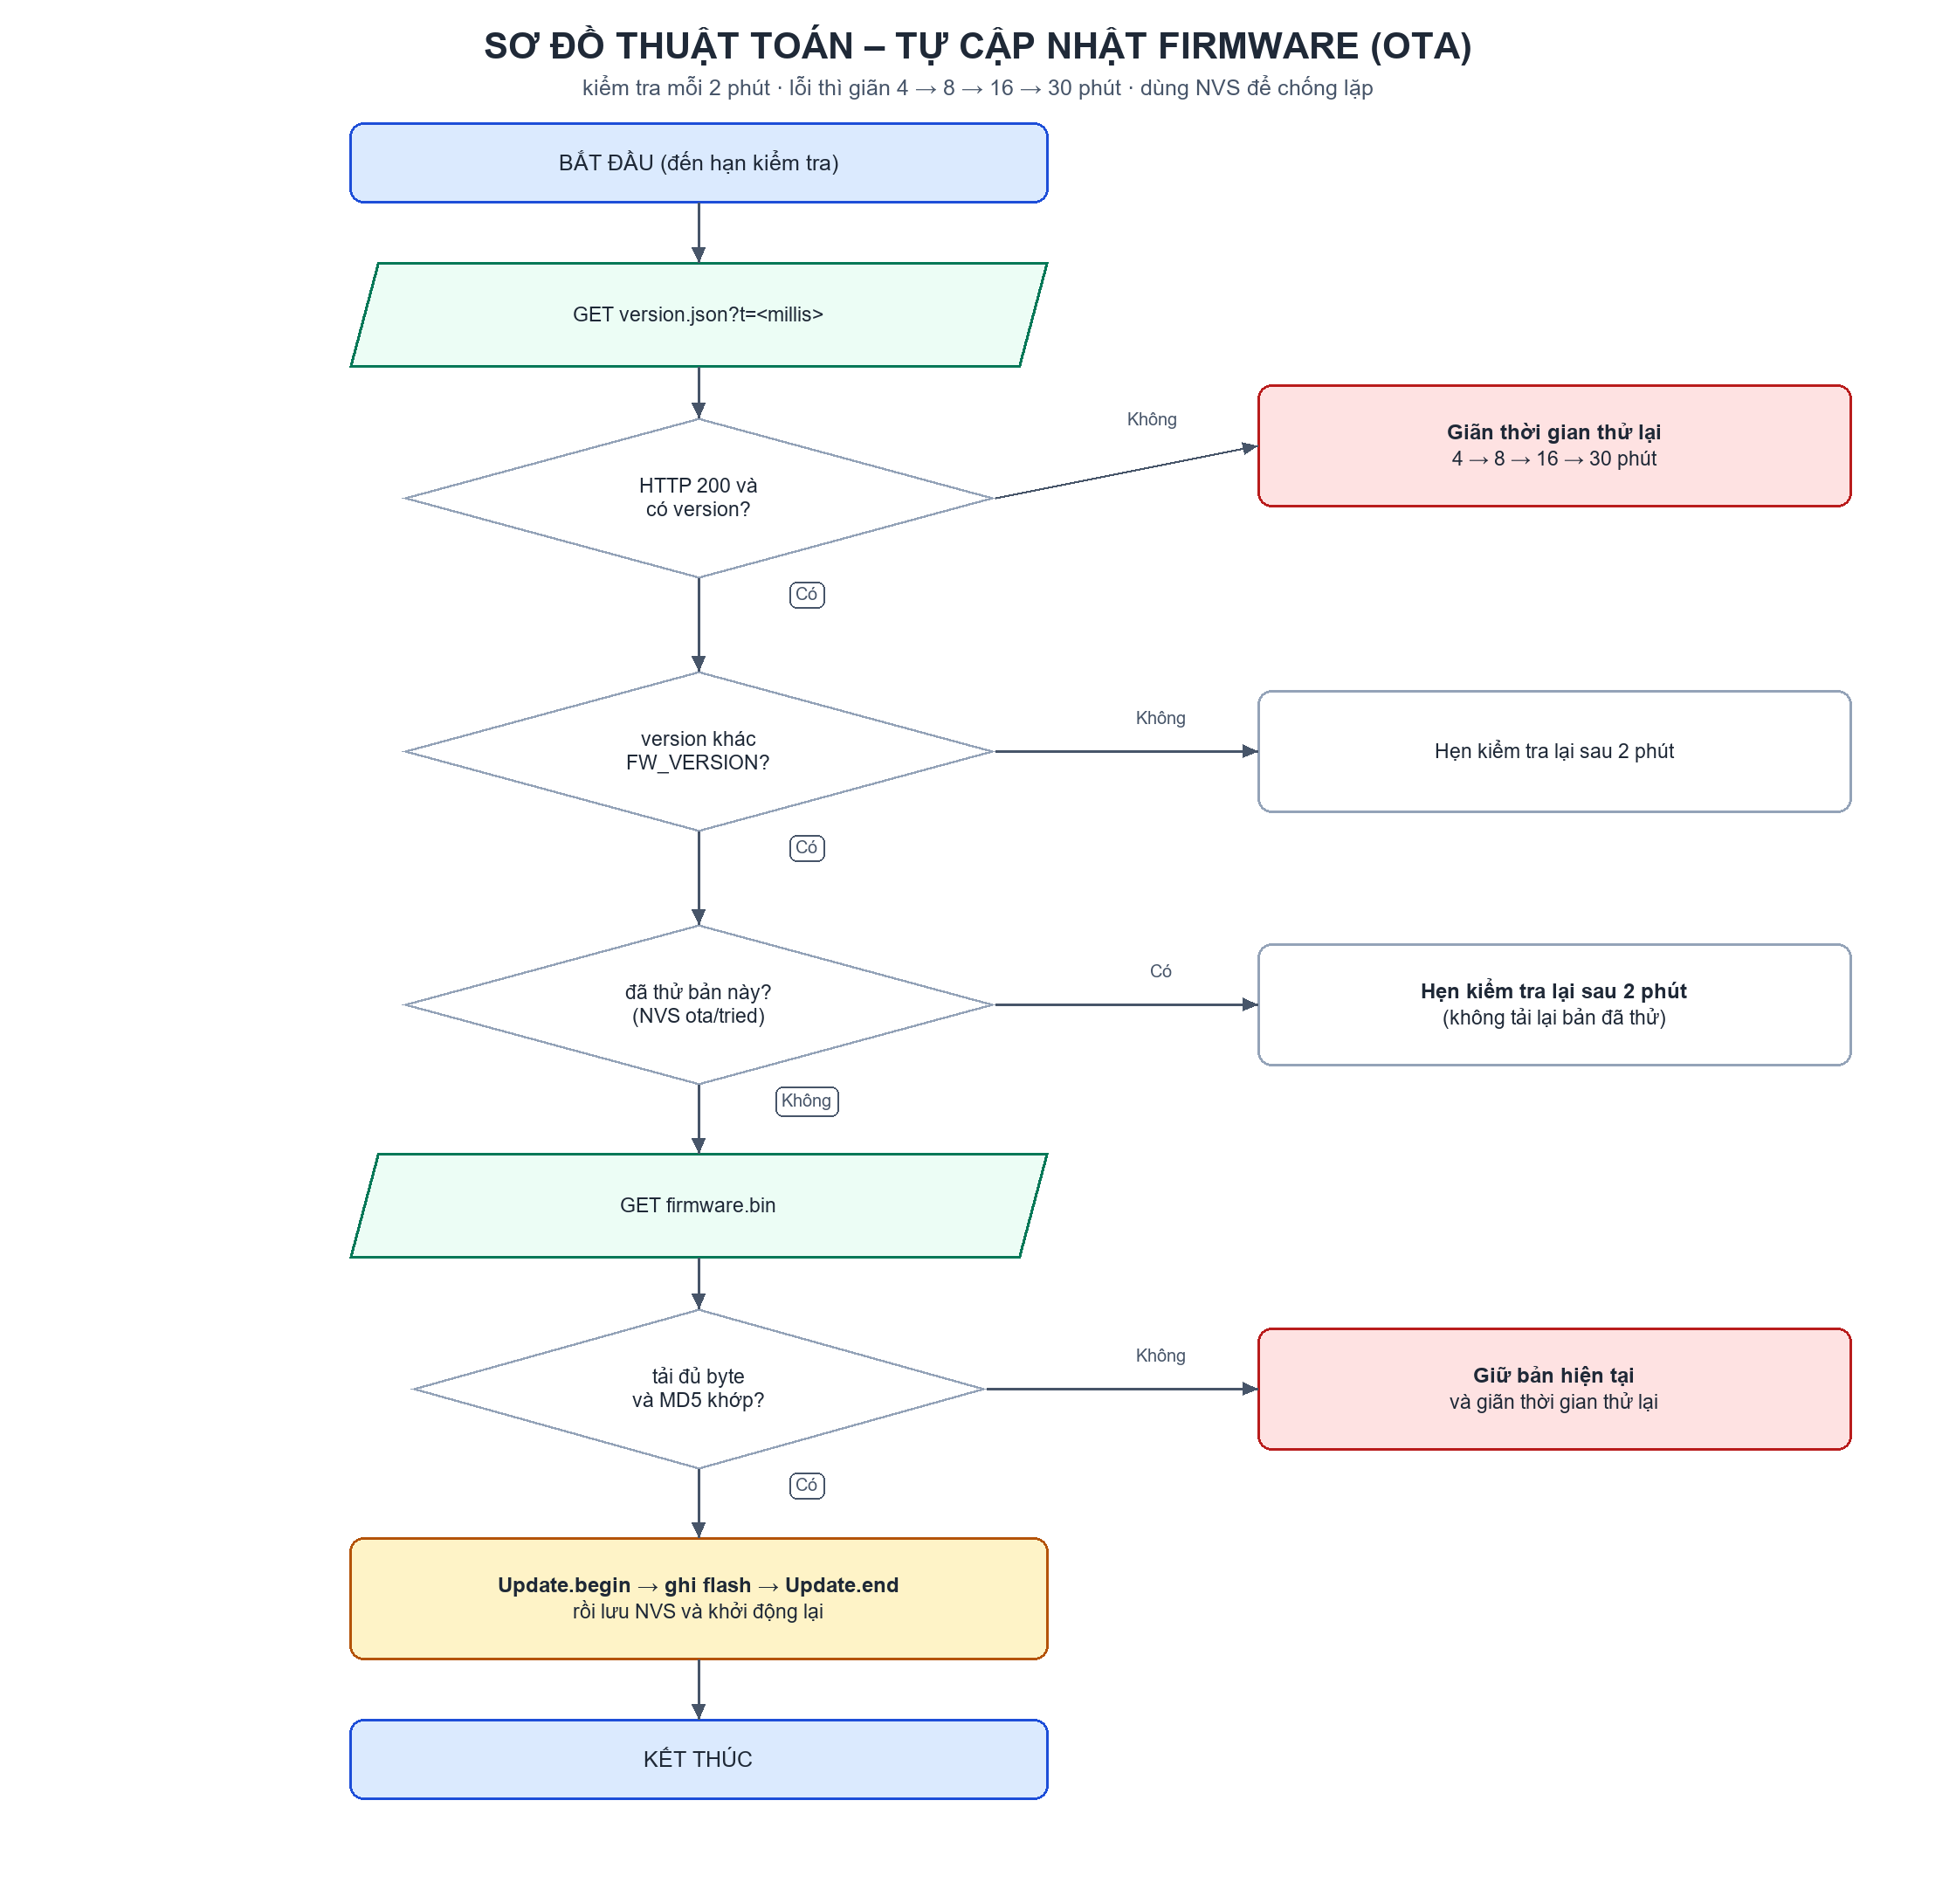 SƠ ĐỒ THUẬT TOÁN – TỰ CẬP NHẬT FIRMWARE (OTA)
kiểm tra mỗi 2 phút · lỗi thì giãn 4 → 8 → 16 → 30 phút · dùng NVS để chống lặp
BẮT ĐẦU (đến hạn kiểm tra)
GET version.json?t=<millis>
HTTP 200 và
có version?
Không
Giãn thời gian thử lại
4 → 8 → 16 → 30 phút
Có
version khác
FW_VERSION?
Không
Hẹn kiểm tra lại sau 2 phút
Có
đã thử bản này?
(NVS ota/tried)
Có
Hẹn kiểm tra lại sau 2 phút
(không tải lại bản đã thử)
Không
GET firmware.bin
tải đủ byte
và MD5 khớp?
Không
Giữ bản hiện tại
và giãn thời gian thử lại
Có
Update.begin → ghi flash → Update.end
rồi lưu NVS và khởi động lại
KẾT THÚC